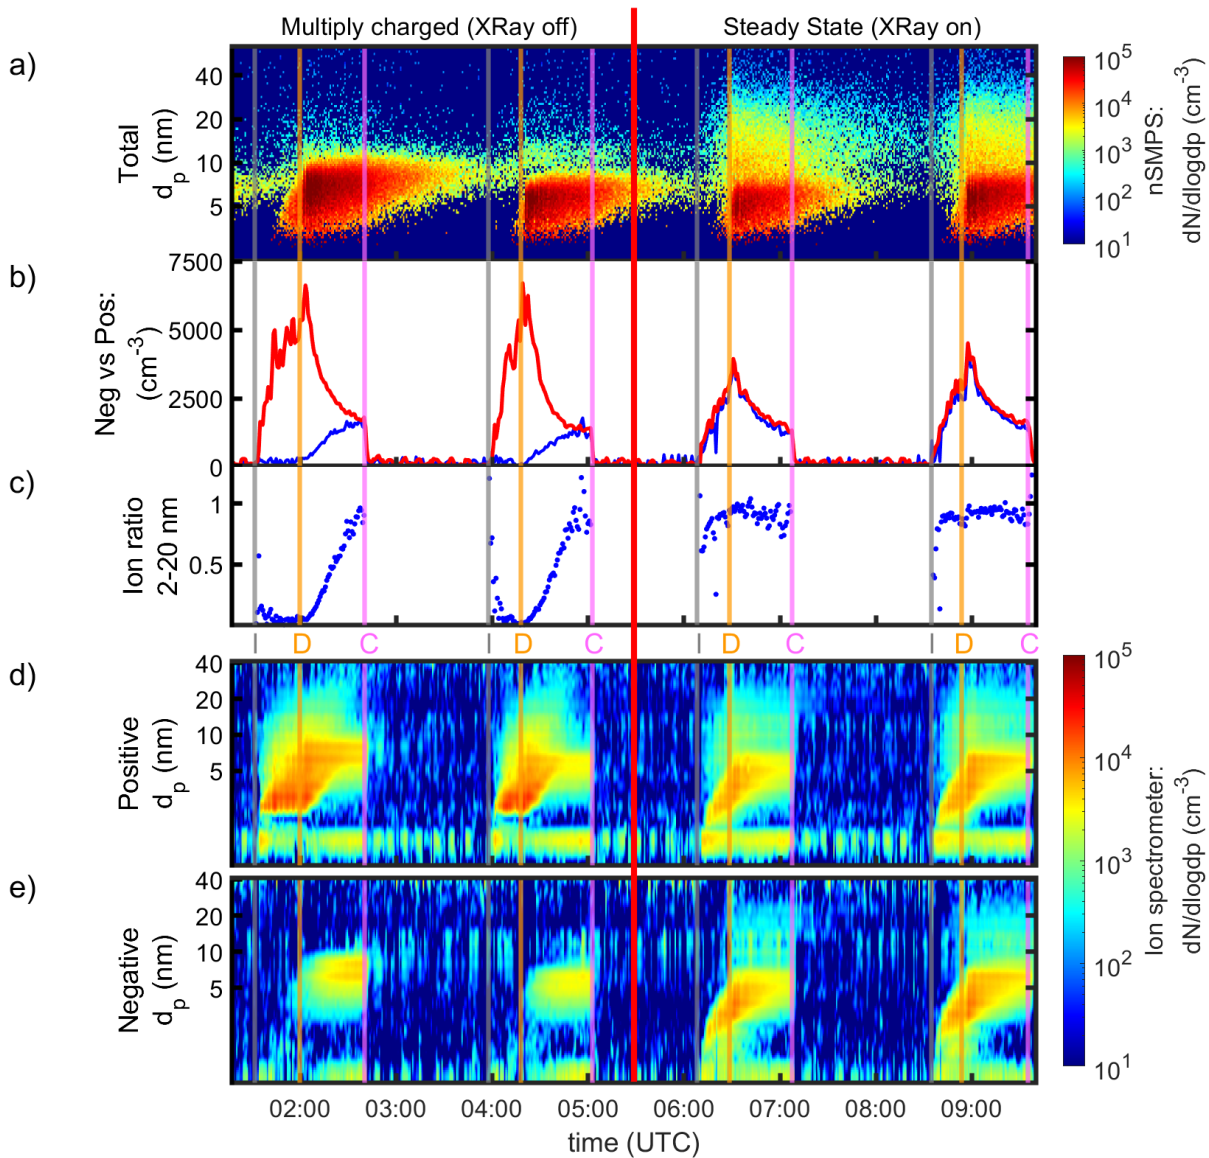 Multiply charged (XRay off)
Steady State (XRay on)
a)
Total
dp (nm)
40
20
10
5
10^5
10^4
10^3
10^2
10^1
nSMPS:
dN/dlogdp (cm-3)
b)
Neg vs Pos:
(cm-3)
7500
5000
2500
0
c)
Ion ratio
2-20 nm
1
0.5
I D C I D C I D C I D C
d)
Positive
dp (nm)
40
20
10
5
e)
Negative
dp (nm)
40
20
10
5
10^5
10^4
10^3
10^2
10^1
Ion spectrometer:
dN/dlogdp (cm-3)
02:00 03:00 04:00 05:00 06:00 07:00 08:00 09:00
time (UTC)